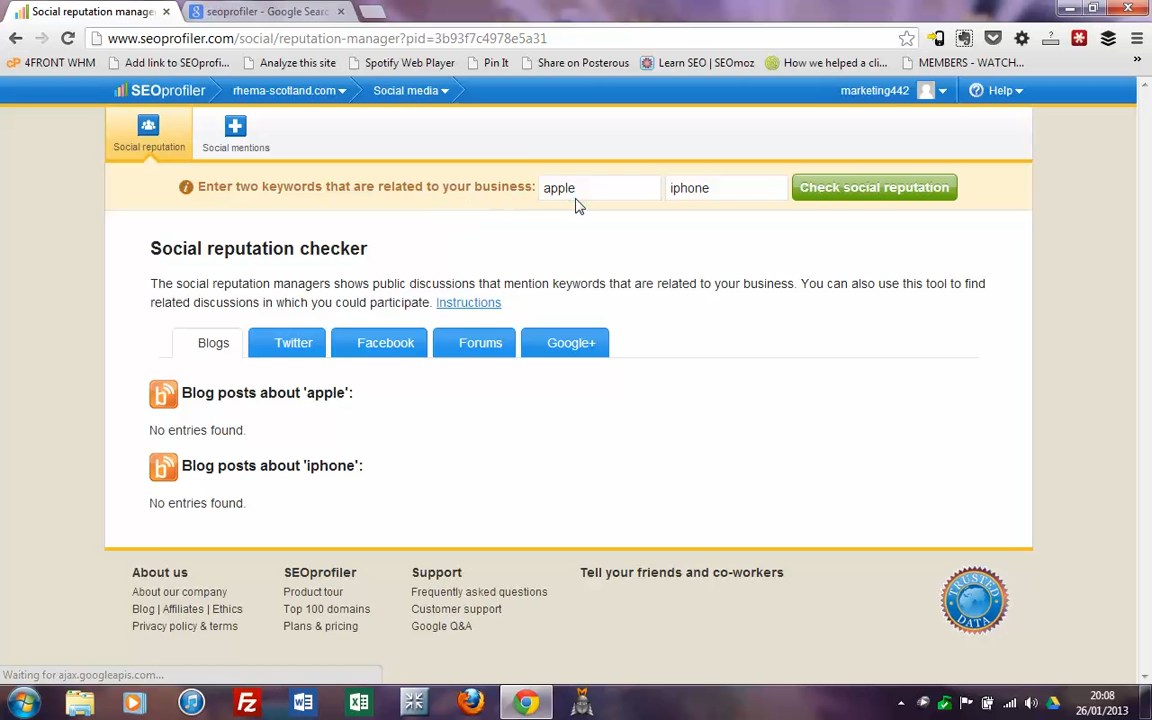 Social reputation manage
seoprofiler - Google Searc
www.seoprofiler.com/social/reputation-manager?pid=3b93f7c4978e5a31
4FRONT WHM
Add link to SEOprofi...
Analyze this site
Spotify Web Player
Pin It
Share on Posterous
Learn SEO | SEOmoz
How we helped a cli...
MEMBERS - WATCH...
SEOprofiler
rhema-scotland.com
Social media
marketing442
Help
Social reputation
Social mentions
Enter two keywords that are related to your business:
apple
iphone
Check social reputation
Social reputation checker
The social reputation managers shows public discussions that mention keywords that are related to your business. You can also use this tool to find
related discussions in which you could participate. Instructions
Blogs
Twitter
Facebook
Forums
Google+
Blog posts about 'apple':
No entries found.
Blog posts about 'iphone':
No entries found.
About us
SEOprofiler
Support
Tell your friends and co-workers
About our company
Product tour
Frequently asked questions
Blog | Affiliates | Ethics
Top 100 domains
Customer support
Privacy policy & terms
Plans & pricing
Google Q&A
TRUSTED
DATA
Waiting for ajax.googleapis.com...
20:08
26/01/2013